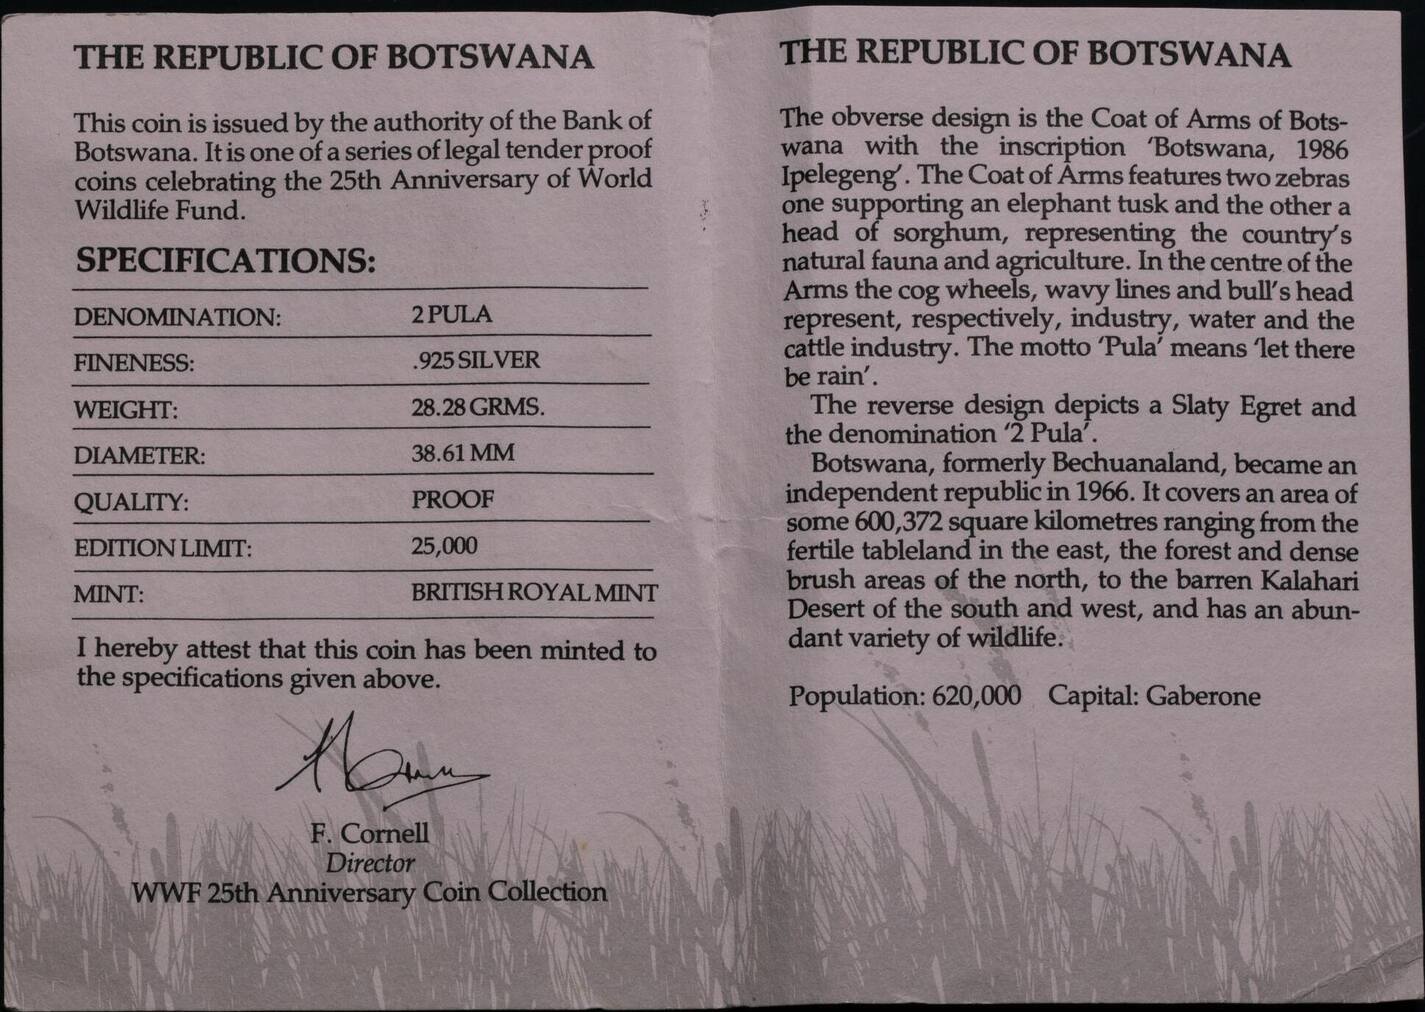 THE REPUBLIC OF BOTSWANA
This coin is issued by the authority of the Bank of
Botswana. It is one of a series of legal tender proof
coins celebrating the 25th Anniversary of World
Wildlife Fund.
SPECIFICATIONS:
DENOMINATION: 2 PULA
FINENESS: .925 SILVER
WEIGHT: 28.28 GRMS.
DIAMETER: 38.61 MM
QUALITY: PROOF
EDITION LIMIT: 25,000
MINT: BRITISH ROYAL MINT
I hereby attest that this coin has been minted to
the specifications given above.
F. Cornell
Director
WWF 25th Anniversary Coin Collection
THE REPUBLIC OF BOTSWANA
The obverse design is the Coat of Arms of Bots-
wana with the inscription 'Botswana, 1986
Ipelegeng'. The Coat of Arms features two zebras
one supporting an elephant tusk and the other a
head of sorghum, representing the country's
natural fauna and agriculture. In the centre of the
Arms the cog wheels, wavy lines and bull's head
represent, respectively, industry, water and the
cattle industry. The motto 'Pula' means 'let there
be rain'.
The reverse design depicts a Slaty Egret and
the denomination '2 Pula'.
Botswana, formerly Bechuanaland, became an
independent republic in 1966. It covers an area of
some 600,372 square kilometres ranging from the
fertile tableland in the east, the forest and dense
brush areas of the north, to the barren Kalahari
Desert of the south and west, and has an abun-
dant variety of wildlife.
Population: 620,000 Capital: Gaberone